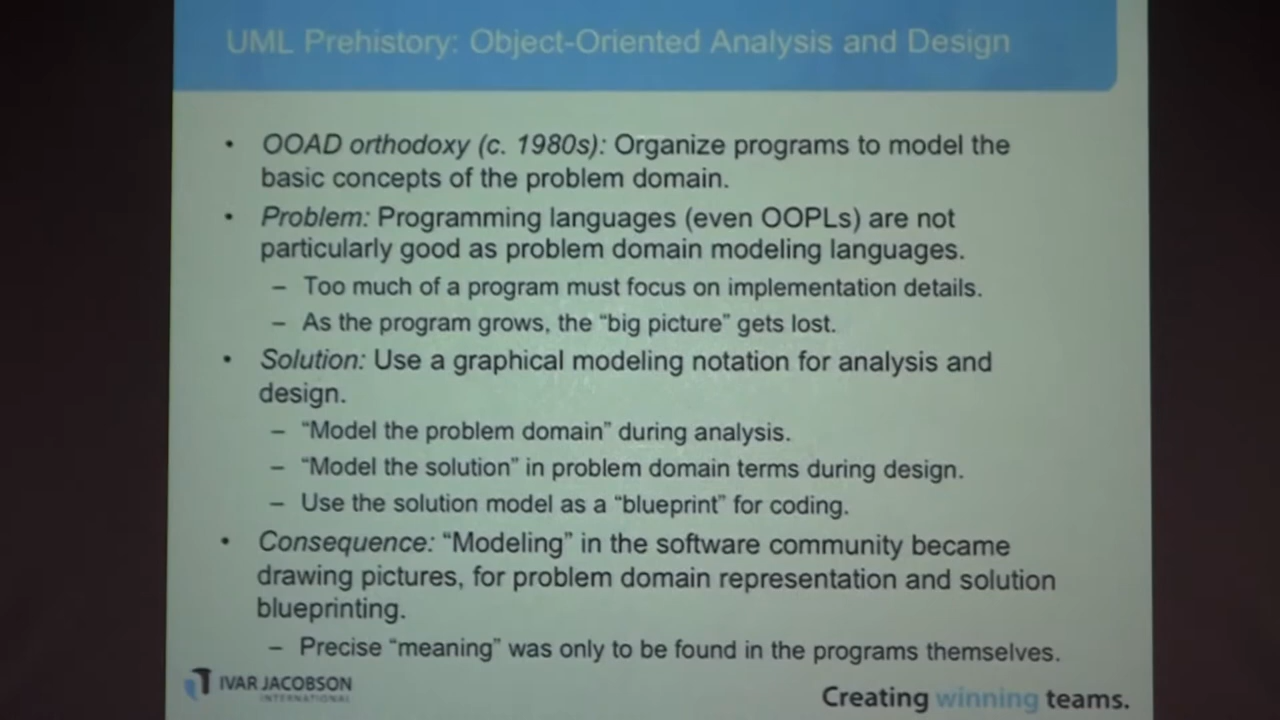 UML Prehistory: Object-Oriented Analysis and Design
• OOAD orthodoxy (c. 1980s): Organize programs to model the
basic concepts of the problem domain.
• Problem: Programming languages (even OOPLs) are not
particularly good as problem domain modeling languages.
– Too much of a program must focus on implementation details.
– As the program grows, the “big picture” gets lost.
• Solution: Use a graphical modeling notation for analysis and
design.
– “Model the problem domain” during analysis.
– “Model the solution” in problem domain terms during design.
– Use the solution model as a “blueprint” for coding.
• Consequence: “Modeling” in the software community became
drawing pictures, for problem domain representation and solution
blueprinting.
– Precise “meaning” was only to be found in the programs themselves.
IVAR JACOBSON
INTERNATIONAL
Creating winning teams.